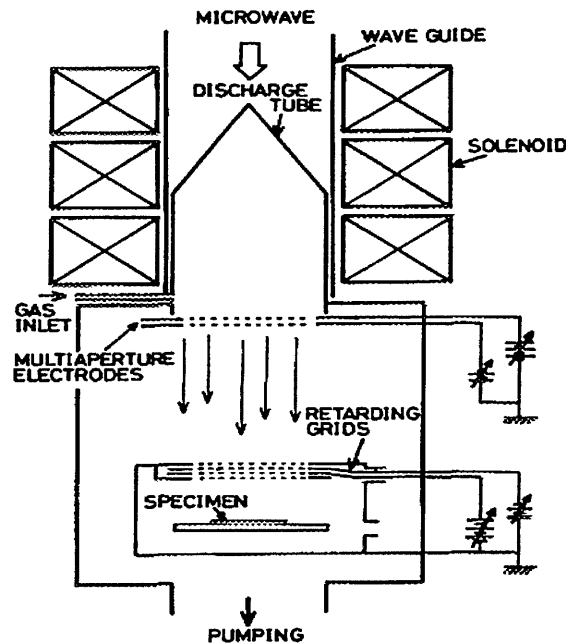 MICROWAVE
WAVE GUIDE
DISCHARGE
TUBE
SOLENOID
GAS
INLET
MULTIAPERTURE
ELECTRODES
RETARDING
GRIDS
SPECIMEN
PUMPING